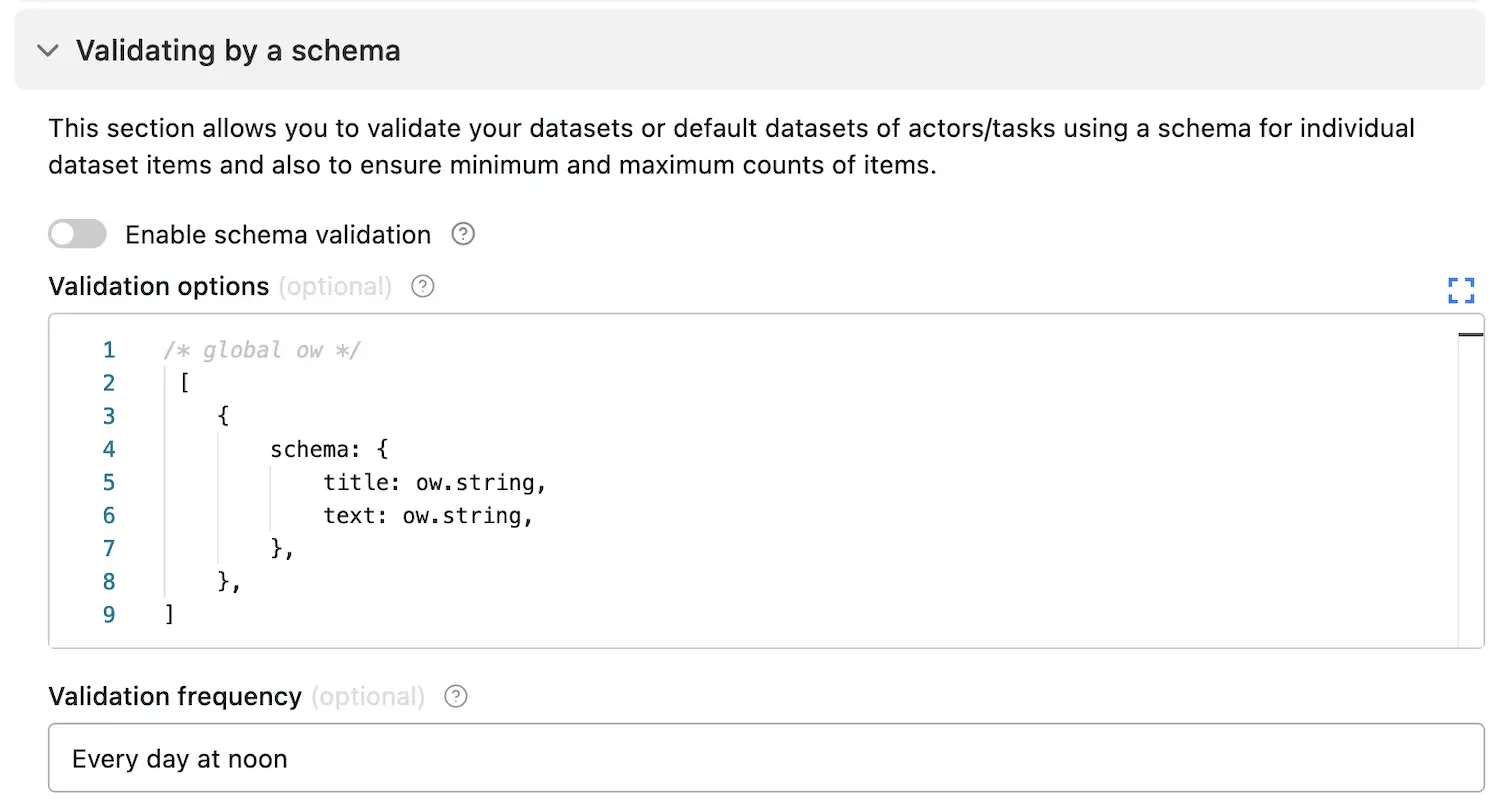 Validating by a schema
This section allows you to validate your datasets or default datasets of actors/tasks using a schema for individual
dataset items and also to ensure minimum and maximum counts of items.
Enable schema validation ?
Validation options (optional) ?
1 /* global ow */
2 [
3 {
4 schema: {
5 title: ow.string,
6 text: ow.string,
7 },
8 },
9 ]
Validation frequency (optional) ?
Every day at noon